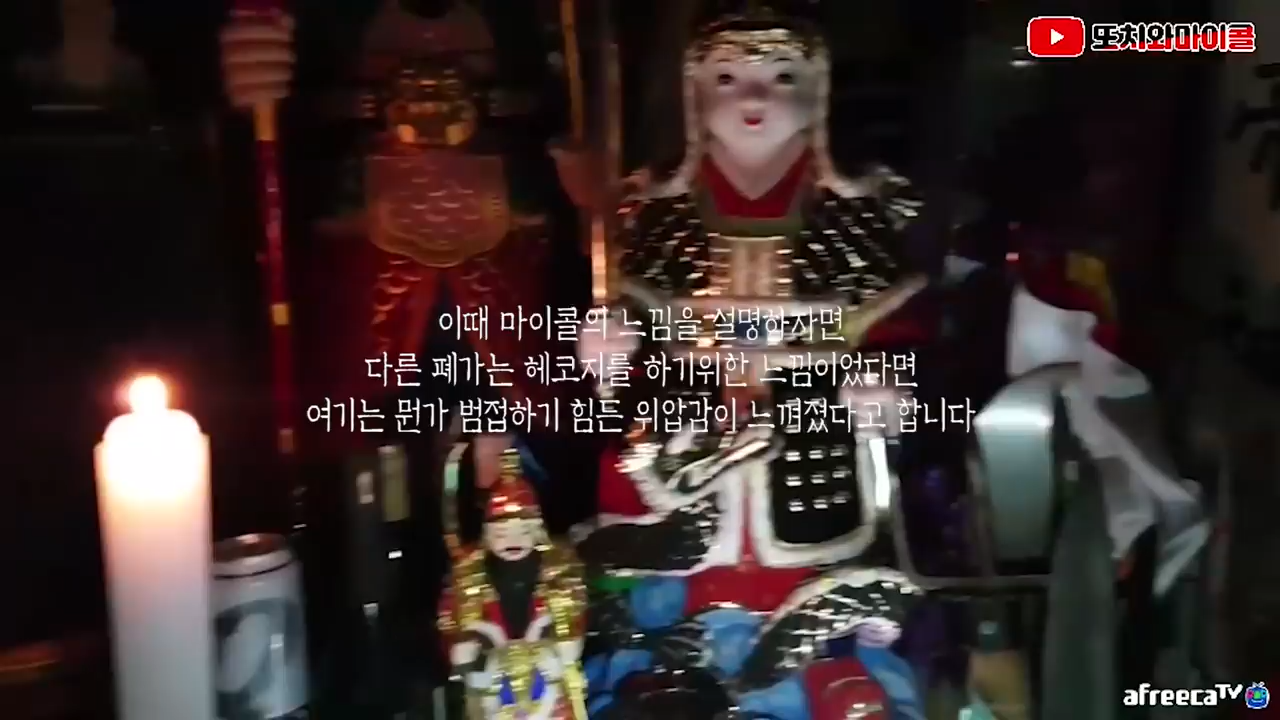 또치와마이콜
이때 마이콜의 느낌을 설명하자면
다른 폐가는 헤코지를 하기위한 느낌이었다면
여기는 뭔가 범접하기 힘든 위압감이 느껴졌다고 합니다
afreecaTV